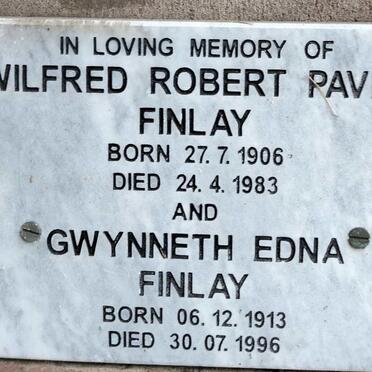 IN LOVING MEMORY OF
WILFRED ROBERT
FINLAY
BORN 27.7.1906
DIED 24.4.1983
AND
GWYNNETH EDNA
FINLAY
BORN 06.12.1913
DIED 30.07.1996